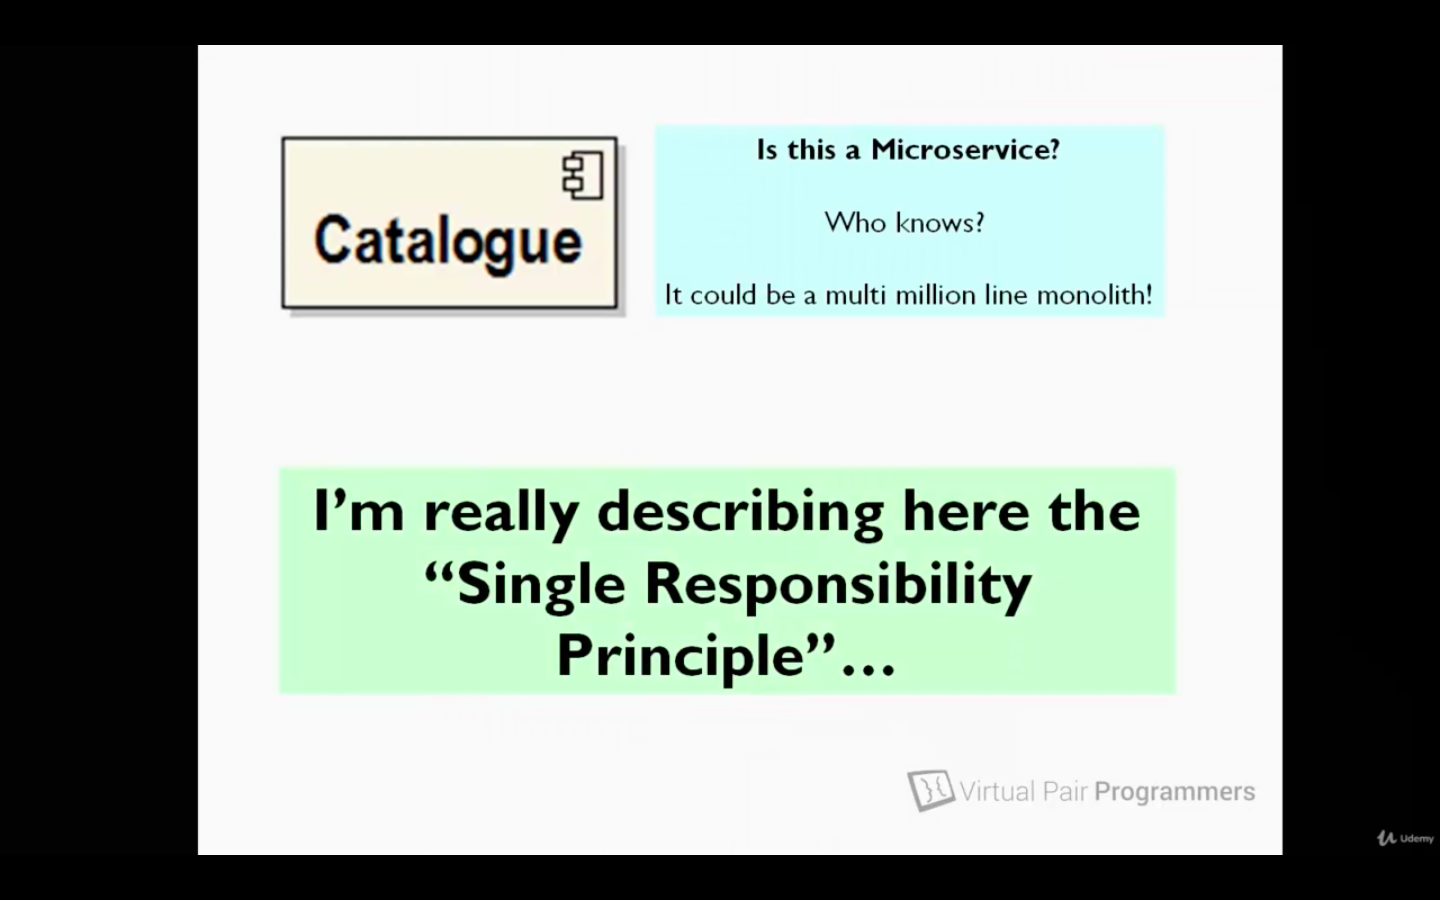 Catalogue
Is this a Microservice?
Who knows?
It could be a multi million line monolith!
I’m really describing here the
“Single Responsibility
Principle”...
Virtual Pair Programmers
Udemy